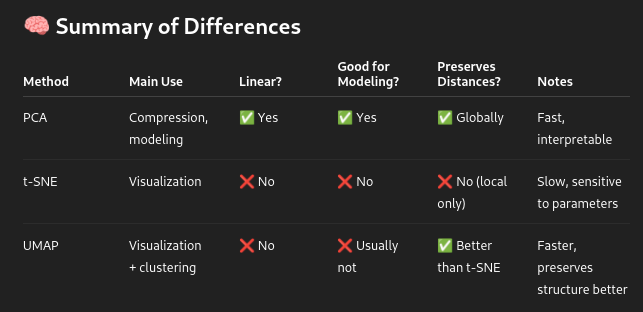 🧠 Summary of Differences
Method Main Use Linear? Good for Modeling? Preserves Distances? Notes
PCA Compression, modeling ✅ Yes ✅ Yes ✅ Globally Fast, interpretable
t-SNE Visualization ❌ No ❌ No ❌ No (local only) Slow, sensitive to parameters
UMAP Visualization + clustering ❌ No ❌ Usually not ✅ Better than t-SNE Faster, preserves structure better